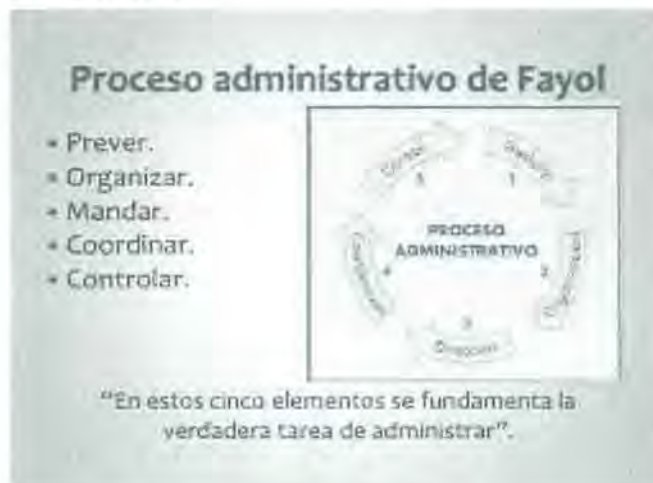 Proceso administrativo de Fayol
• Prever.
• Organizar.
• Mandar.
• Coordinar.
• Controlar.
1
2
3
4
5
PROCESO
ADMINISTRATIVO
Dirección
"En estos cinco elementos se fundamenta la
verdadera tarea de administrar".